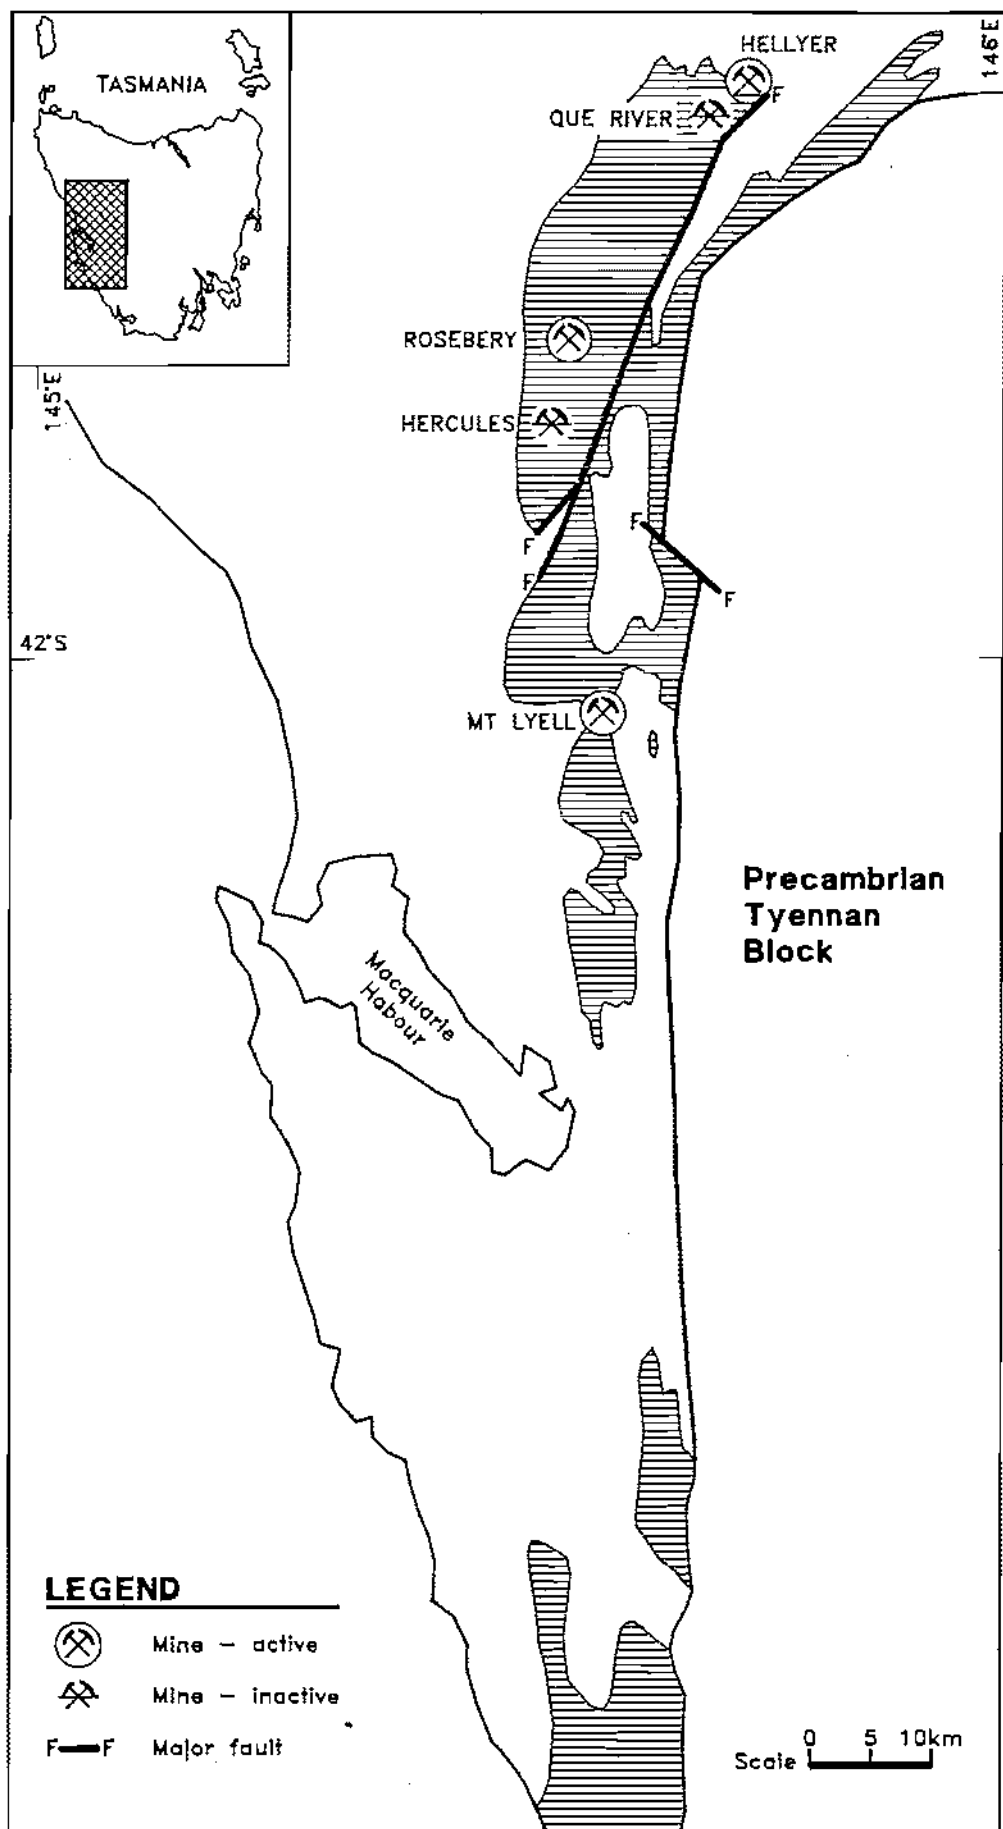 TASMANIA
146°E
HELLYER
F
QUE RIVER
ROSEBERY
145°E
HERCULES
F
F
F
F
42°S
MT LYELL
Precambrian
Tyennan
Block
Macquarie
Habour
LEGEND
Mine – active
Mine – inactive
F F Major fault
0 5 10km
Scale